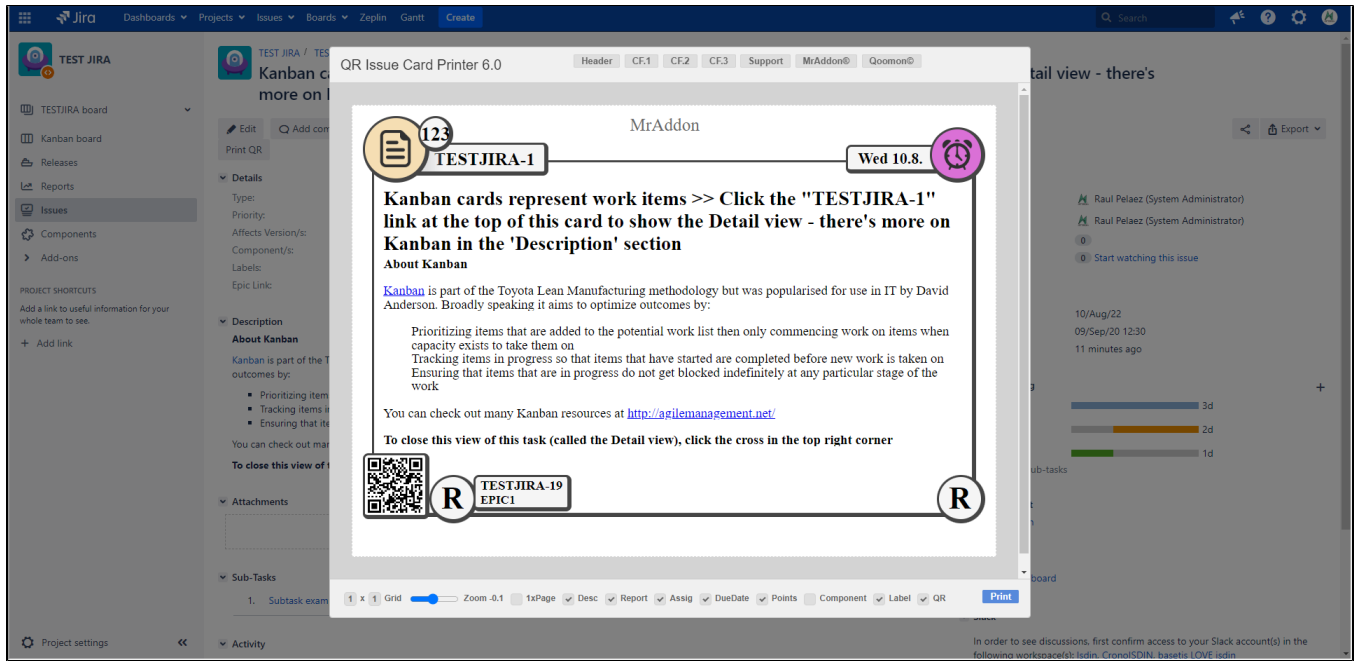 Jira
Dashboards
Projects
Issues
Boards
Zeplin
Gantt
Create
Search
TEST JIRA
TESTJIRA board
Kanban board
Releases
Reports
Issues
Components
Add-ons
PROJECT SHORTCUTS
Add a link to useful information for your
whole team to see.
+ Add link
Project settings
TEST JIRA / TES
Kanban ca
more on
tail view - there's
Edit
Add com
Print QR
Export
Details
Type:
Priority:
Affects Version/s:
Component/s:
Labels:
Epic Link:
Description
About Kanban
Kanban is part of the T
outcomes by:
Prioritizing item
Tracking items i
Ensuring that ite
You can check out mar
To close this view of t
Attachments
Sub-Tasks
1. Subtask exam
Activity
QR Issue Card Printer 6.0
Header
CF.1
CF.2
CF.3
Support
MrAddon©
Qoomon©
MrAddon
123
TESTJIRA-1
Wed 10.8.
Kanban cards represent work items >> Click the "TESTJIRA-1"
link at the top of this card to show the Detail view - there's more on
Kanban in the 'Description' section
About Kanban
Kanban is part of the Toyota Lean Manufacturing methodology but was popularised for use in IT by David
Anderson. Broadly speaking it aims to optimize outcomes by:
Prioritizing items that are added to the potential work list then only commencing work on items when
capacity exists to take them on
Tracking items in progress so that items that have started are completed before new work is taken on
Ensuring that items that are in progress do not get blocked indefinitely at any particular stage of the
work
You can check out many Kanban resources at http://agilemanagement.net/
To close this view of this task (called the Detail view), click the cross in the top right corner
R
TESTJIRA-19
EPIC1
R
1 x 1 Grid
Zoom -0.1
1xPage
Desc
Report
Assig
DueDate
Points
Component
Label
QR
Print
Raul Pelaez (System Administrator)
Raul Pelaez (System Administrator)
0
0 Start watching this issue
10/Aug/22
09/Sep/20 12:30
11 minutes ago
3d
2d
1d
ub-tasks
board
Slack
In order to see discussions, first confirm access to your Slack account(s) in the
following workspace(s): Isdin, CronoISDIN, basetis LOVE isdin